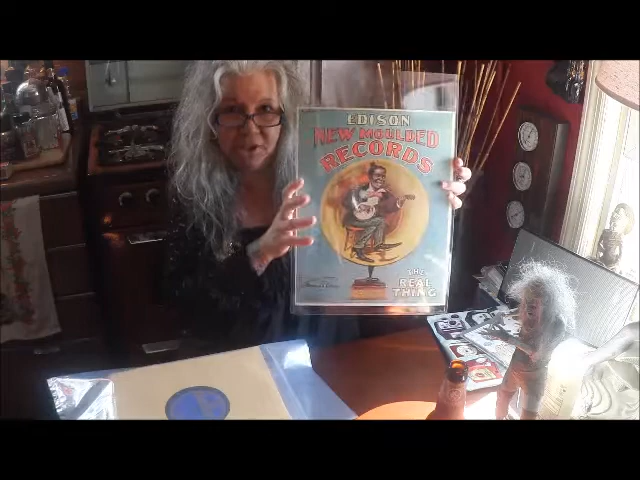 EDISON
NEW MOULDED
RECORDS
THE
REAL
THING